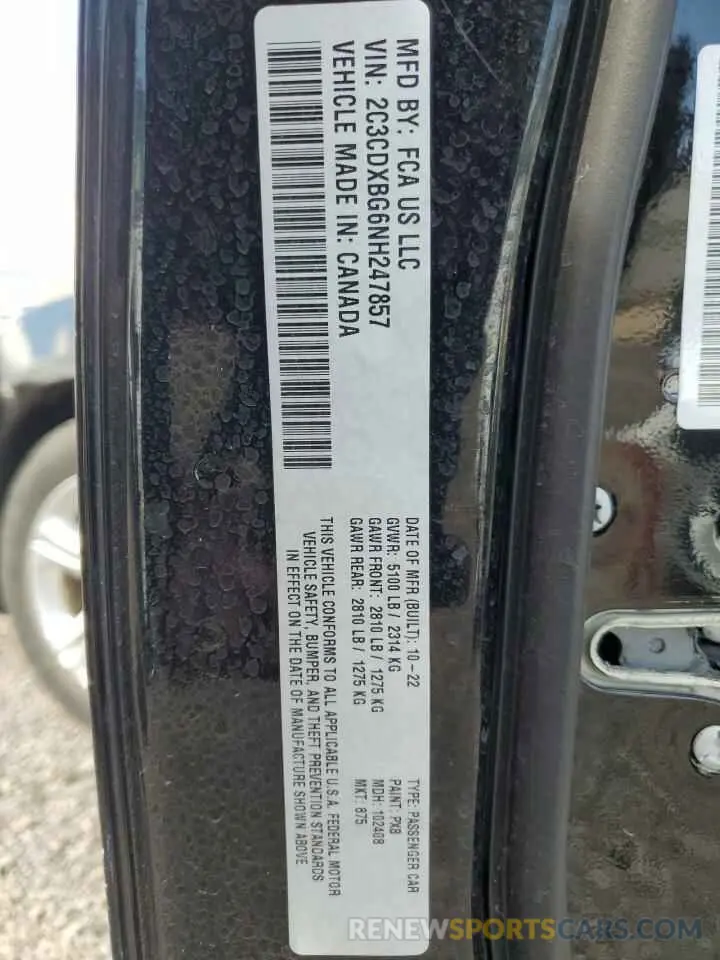 MFD BY: FCA US LLC
VIN: 2C3CDXBG6NH247857
VEHICLE MADE IN: CANADA
DATE OF MFR (BUILT): 10-22
GVWR: 5100 LB / 2314 KG
GAWR FRONT: 2810 LB / 1275 KG
GAWR REAR: 2810 LB / 1275 KG
TYPE: PASSENGER CAR
PAINT: PX8
MDH: 102408
MKT: 875
THIS VEHICLE CONFORMS TO ALL APPLICABLE U.S.A. FEDERAL MOTOR
VEHICLE SAFETY, BUMPER, AND THEFT PREVENTION STANDARDS
IN EFFECT ON THE DATE OF MANUFACTURE SHOWN ABOVE
RENEWSPORTSCARS.COM